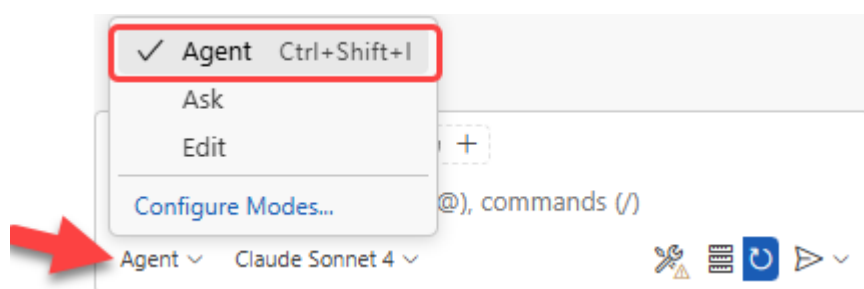 Agent Ctrl+Shift+I
Ask
Edit
Configure Modes...
@), commands (/)
Agent
Claude Sonnet 4